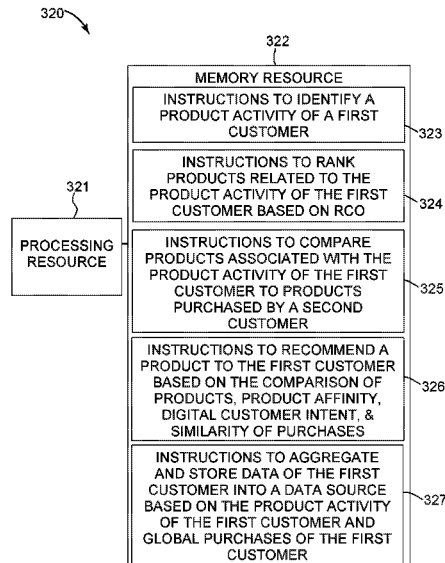 320
322
MEMORY RESOURCE
INSTRUCTIONS TO IDENTIFY A
PRODUCT ACTIVITY OF A FIRST
CUSTOMER
323
INSTRUCTIONS TO RANK
PRODUCTS RELATED TO THE
PRODUCT ACTIVITY OF THE FIRST
CUSTOMER BASED ON RCO
324
321
PROCESSING
RESOURCE
INSTRUCTIONS TO COMPARE
PRODUCTS ASSOCIATED WITH THE
PRODUCT ACTIVITY OF THE FIRST
CUSTOMER TO PRODUCTS
PURCHASED BY A SECOND
CUSTOMER
325
INSTRUCTIONS TO RECOMMEND A
PRODUCT TO THE FIRST CUSTOMER
BASED ON THE COMPARISON OF
PRODUCTS, PRODUCT AFFINITY,
DIGITAL CUSTOMER INTENT, &
SIMILARITY OF PURCHASES
326
INSTRUCTIONS TO AGGREGATE
AND STORE DATA OF THE FIRST
CUSTOMER INTO A DATA SOURCE
BASED ON THE PRODUCT ACTIVITY
OF THE FIRST CUSTOMER AND
GLOBAL PURCHASES OF THE FIRST
CUSTOMER
327